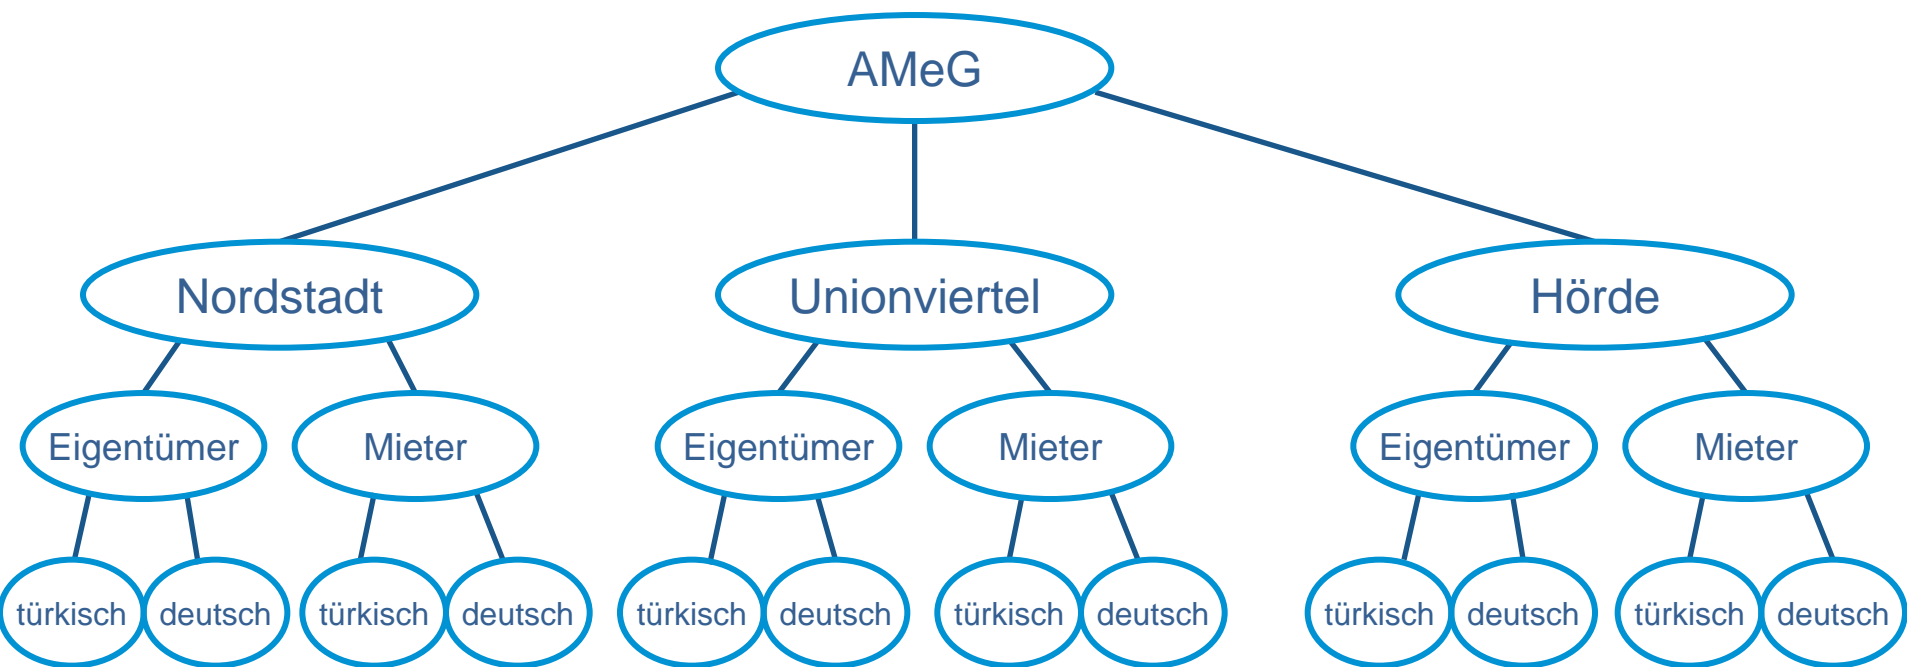 AMeG
Nordstadt
Unionviertel
Hörde
Eigentümer
Mieter
Eigentümer
Mieter
Eigentümer
Mieter
türkisch
deutsch
türkisch
deutsch
türkisch
deutsch
türkisch
deutsch
türkisch
deutsch
türkisch
deutsch